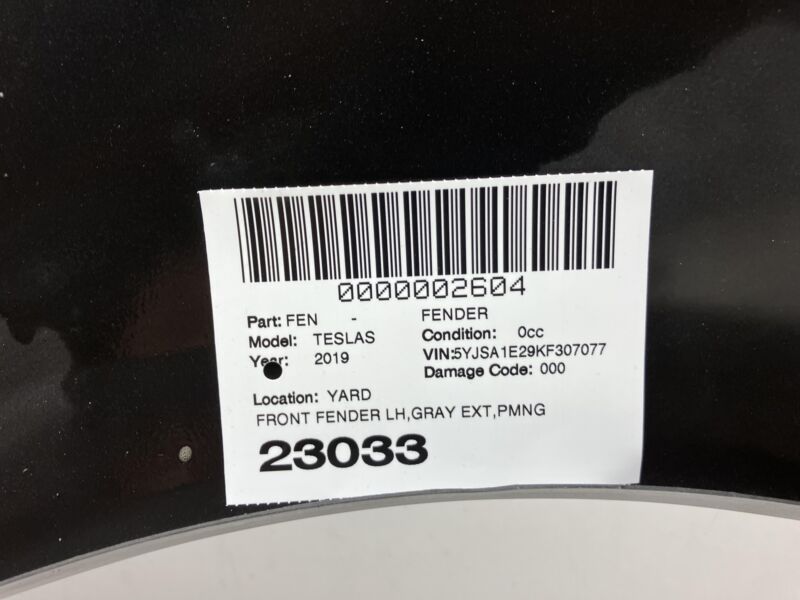 0000002604
Part: FEN - FENDER
Model: TESLAS Condition: 0cc
Year: 2019 VIN:5YJSA1E29KF307077
Damage Code: 000
Location: YARD
FRONT FENDER LH,GRAY EXT,PMNG
23033